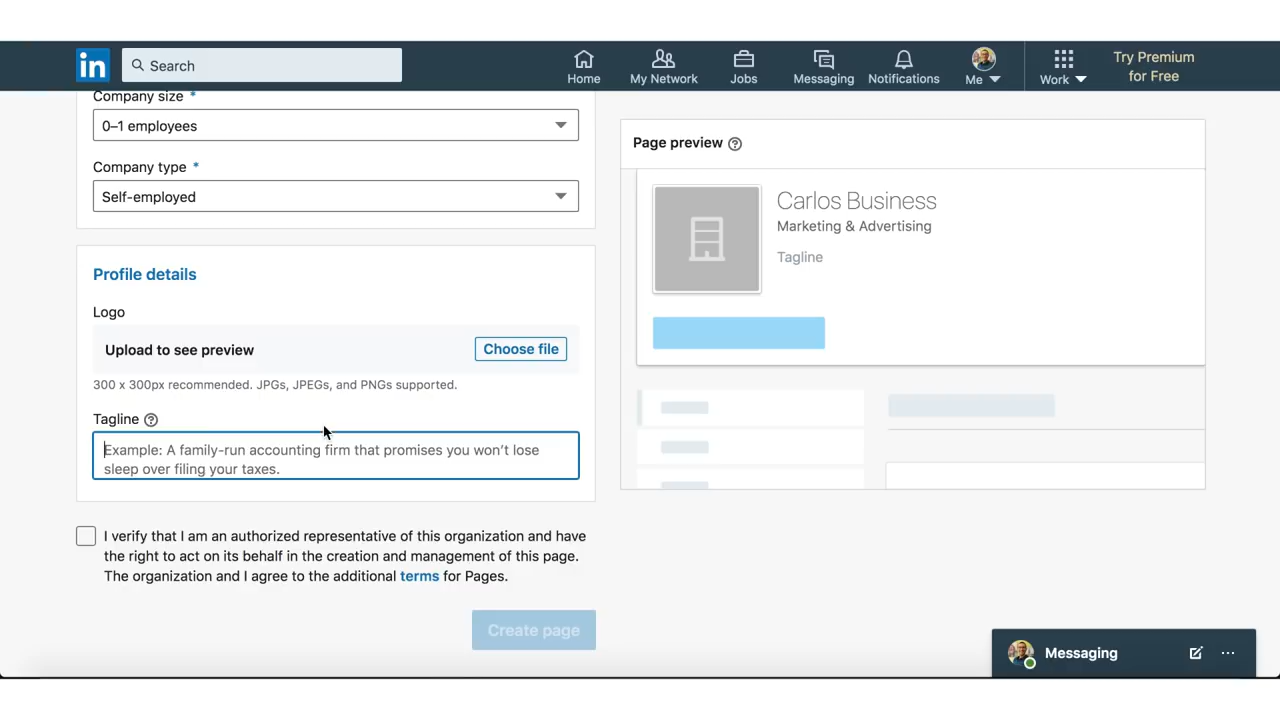 in
Search
Home
My Network
Jobs
Messaging
Notifications
Me
Work
Try Premium
for Free
Company size *
0–1 employees
Company type *
Self-employed
Profile details
Logo
Upload to see preview
Choose file
300 x 300px recommended. JPGs, JPEGs, and PNGs supported.
Tagline ?
Example: A family-run accounting firm that promises you won’t lose
sleep over filing your taxes.
I verify that I am an authorized representative of this organization and have
the right to act on its behalf in the creation and management of this page.
The organization and I agree to the additional terms for Pages.
Create page
Page preview ?
Carlos Business
Marketing & Advertising
Tagline
Messaging